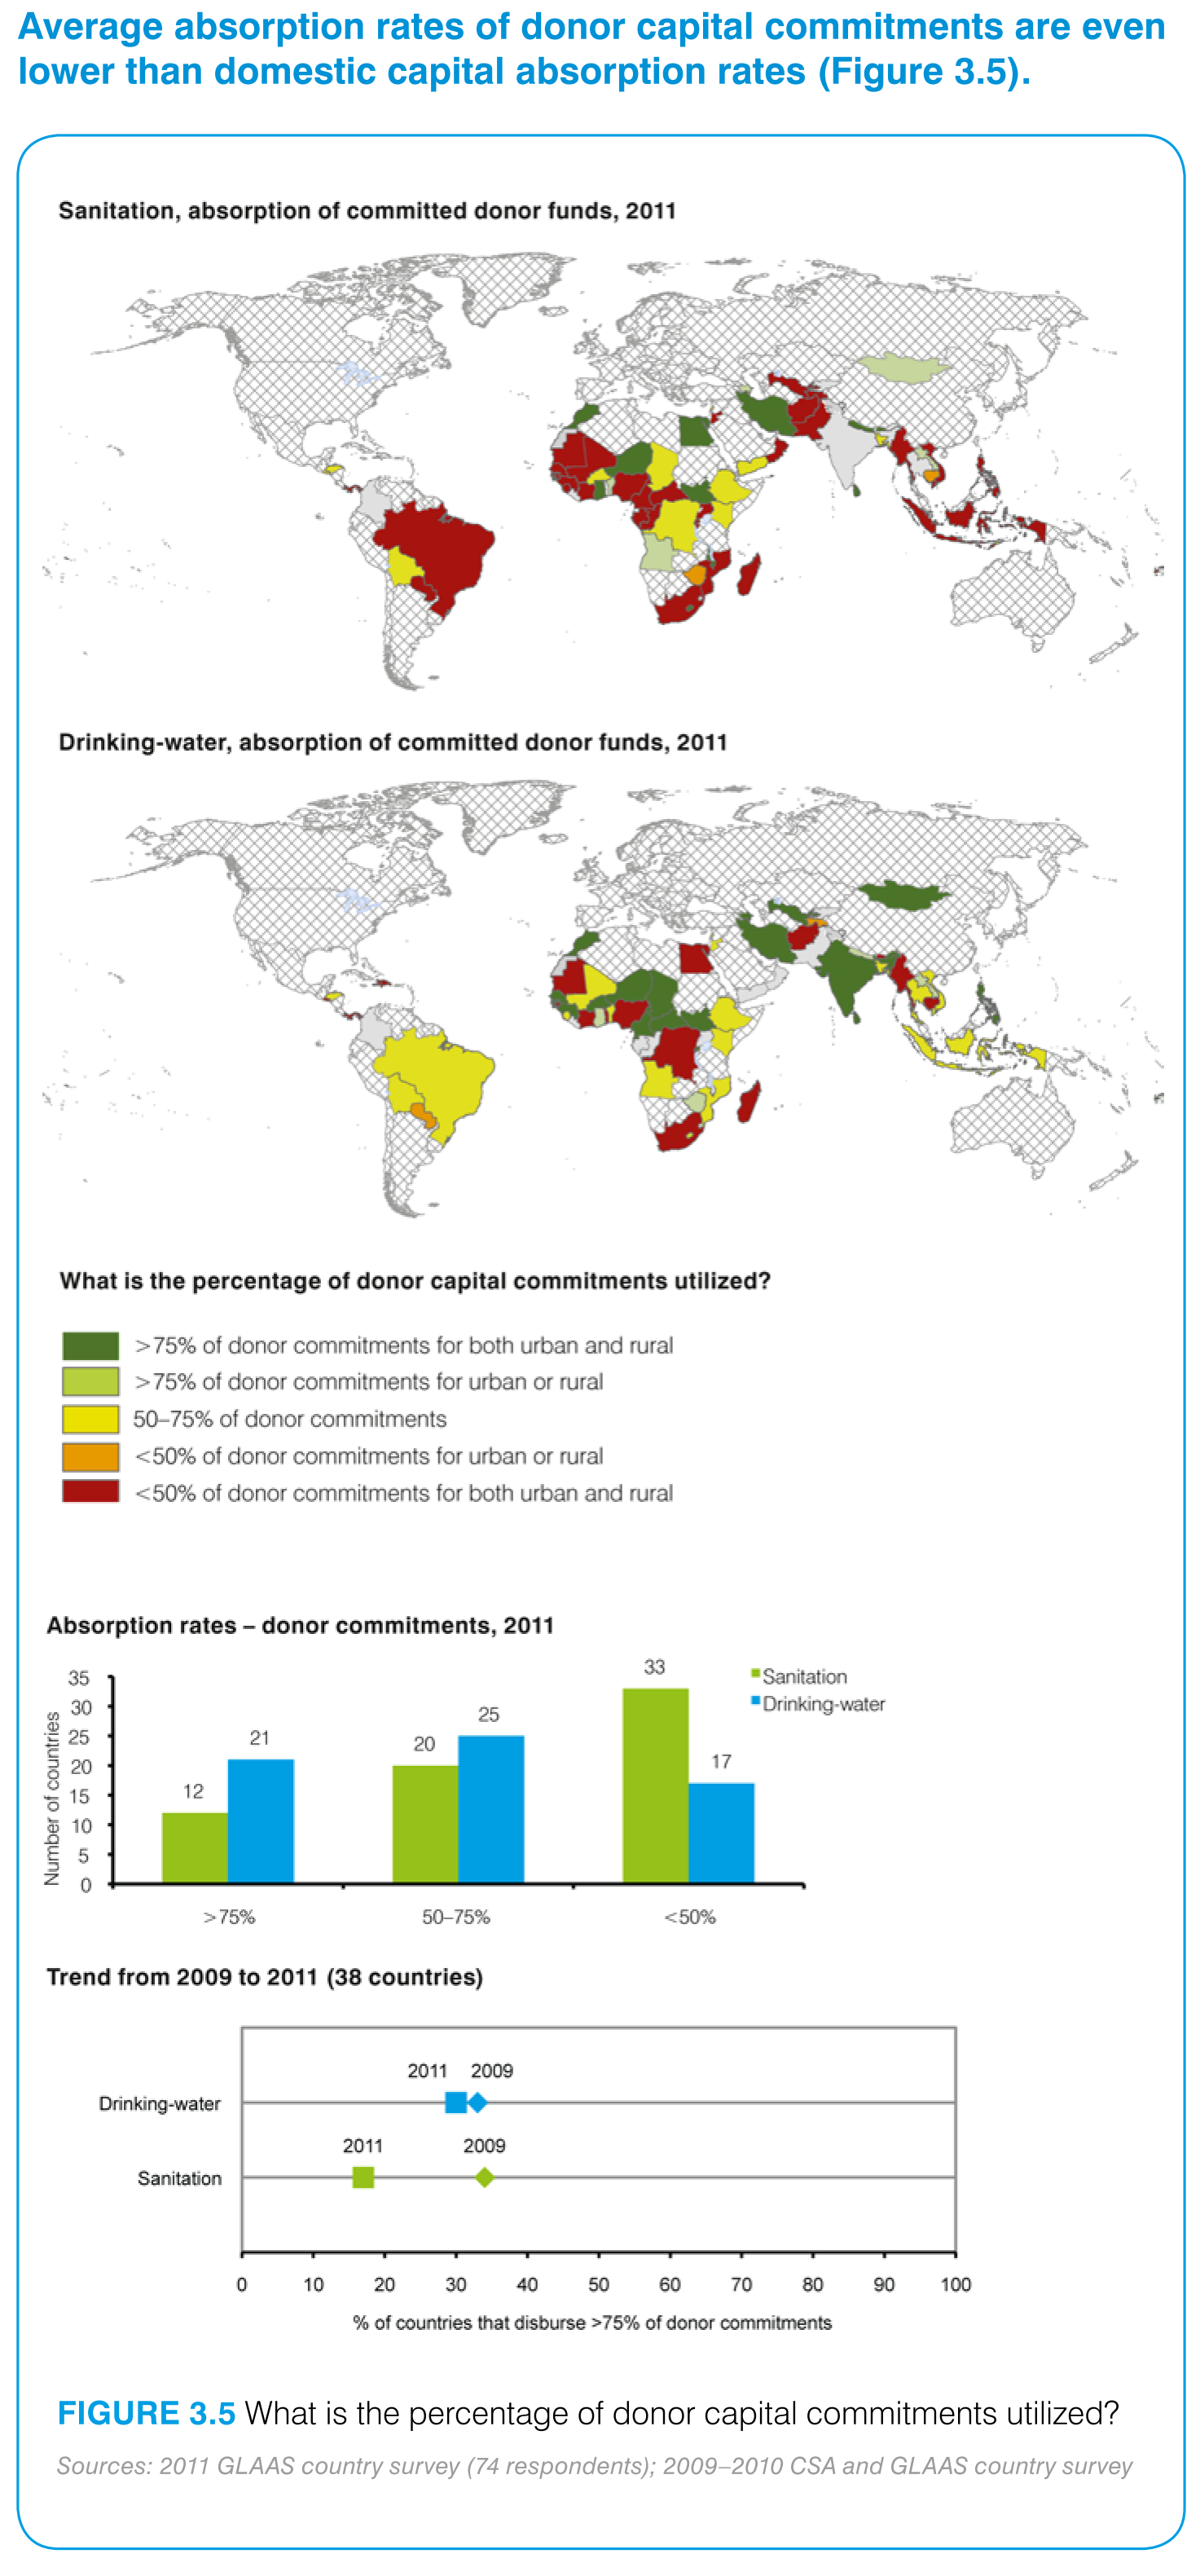 Average absorption rates of donor capital commitments are even
lower than domestic capital absorption rates (Figure 3.5).
Sanitation, absorption of committed donor funds, 2011
Drinking-water, absorption of committed donor funds, 2011
What is the percentage of donor capital commitments utilized?
>75% of donor commitments for both urban and rural
>75% of donor commitments for urban or rural
50–75% of donor commitments
<50% of donor commitments for urban or rural
<50% of donor commitments for both urban and rural
Absorption rates – donor commitments, 2011
Number of countries
35
30
25
20
15
10
5
0
12
21
20
25
33
17
Sanitation
Drinking-water
>75%
50–75%
<50%
Trend from 2009 to 2011 (38 countries)
2011 2009
Drinking-water
2011 2009
Sanitation
0 10 20 30 40 50 60 70 80 90 100
% of countries that disburse >75% of donor commitments
FIGURE 3.5 What is the percentage of donor capital commitments utilized?
Sources: 2011 GLAAS country survey (74 respondents); 2009–2010 CSA and GLAAS country survey